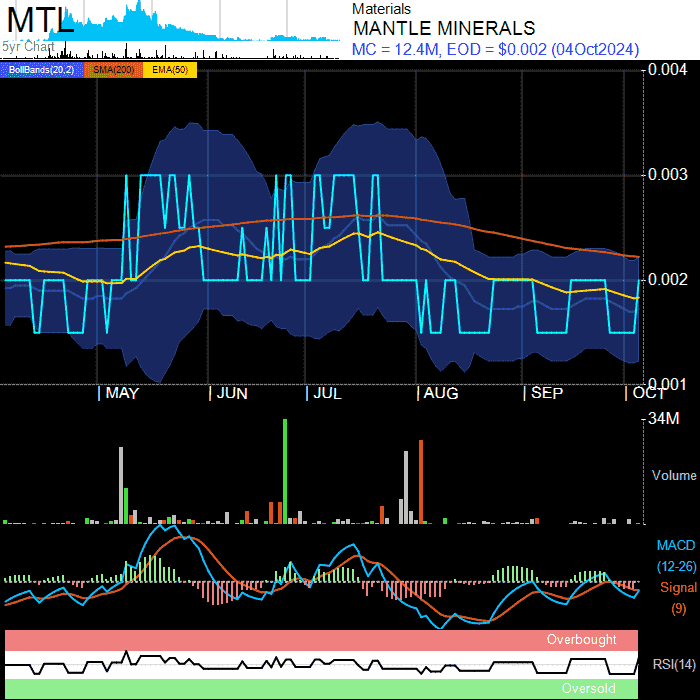 MTL
5yr Chart
Materials
MANTLE MINERALS
MC = 12.4M, EOD = $0.002 (04Oct2024)
BollBands(20,2) SMA(200) EMA(50)
0.004
0.003
0.002
0.001
MAY JUN JUL AUG SEP OCT
34M
Volume
MACD
(12-26)
Signal
(9)
Overbought
RSI(14)
Oversold